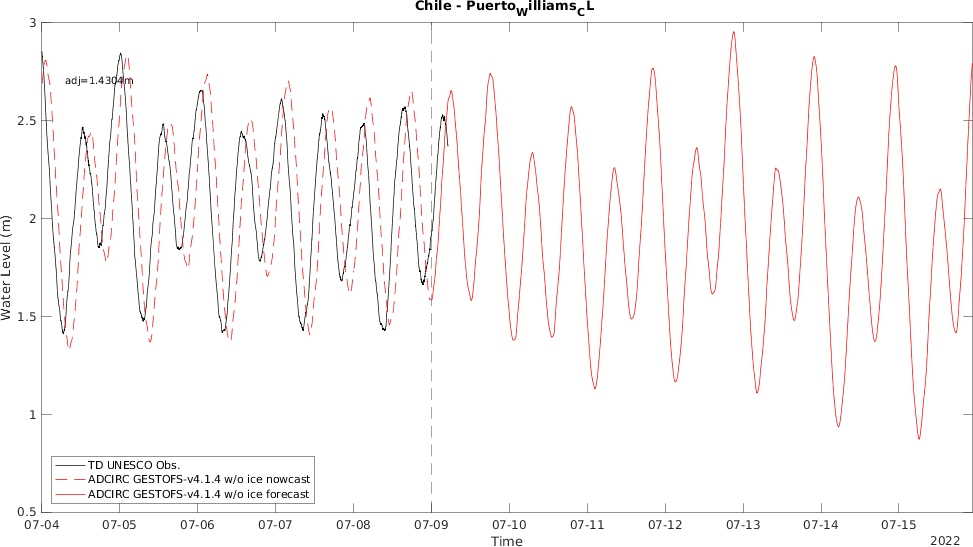 Chile - PuertoWilliamsCL
adj=1.4304m
3
2.5
2
1.5
1
0.5
Water Level (m)
TD UNESCO Obs.
ADCIRC GESTOFS-v4.1.4 w/o ice nowcast
ADCIRC GESTOFS-v4.1.4 w/o ice forecast
07-04 07-05 07-06 07-07 07-08 07-09 07-10 07-11 07-12 07-13 07-14 07-15
Time
2022